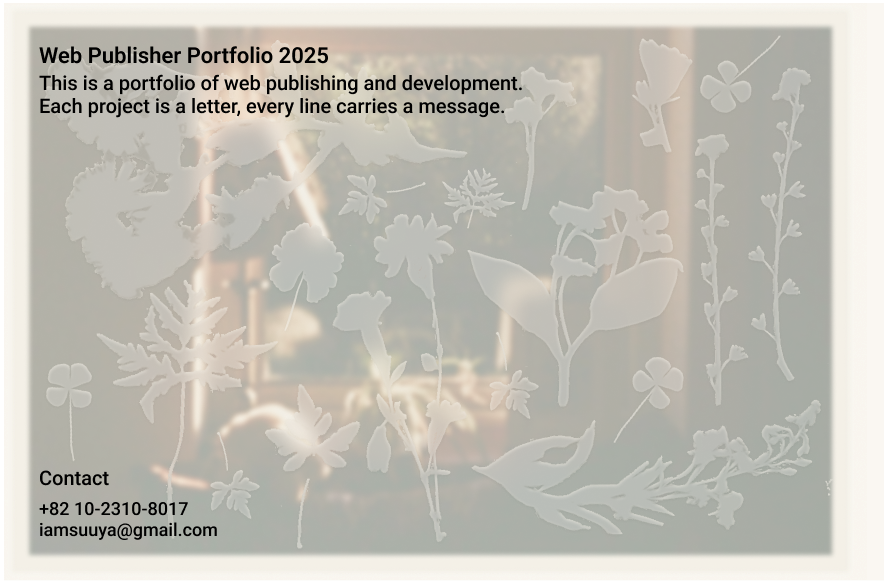 Web Publisher Portfolio 2025
This is a portfolio of web publishing and development.
Each project is a letter, every line carries a message.
Contact
+82 10-2310-8017
iamsuuya@gmail.com